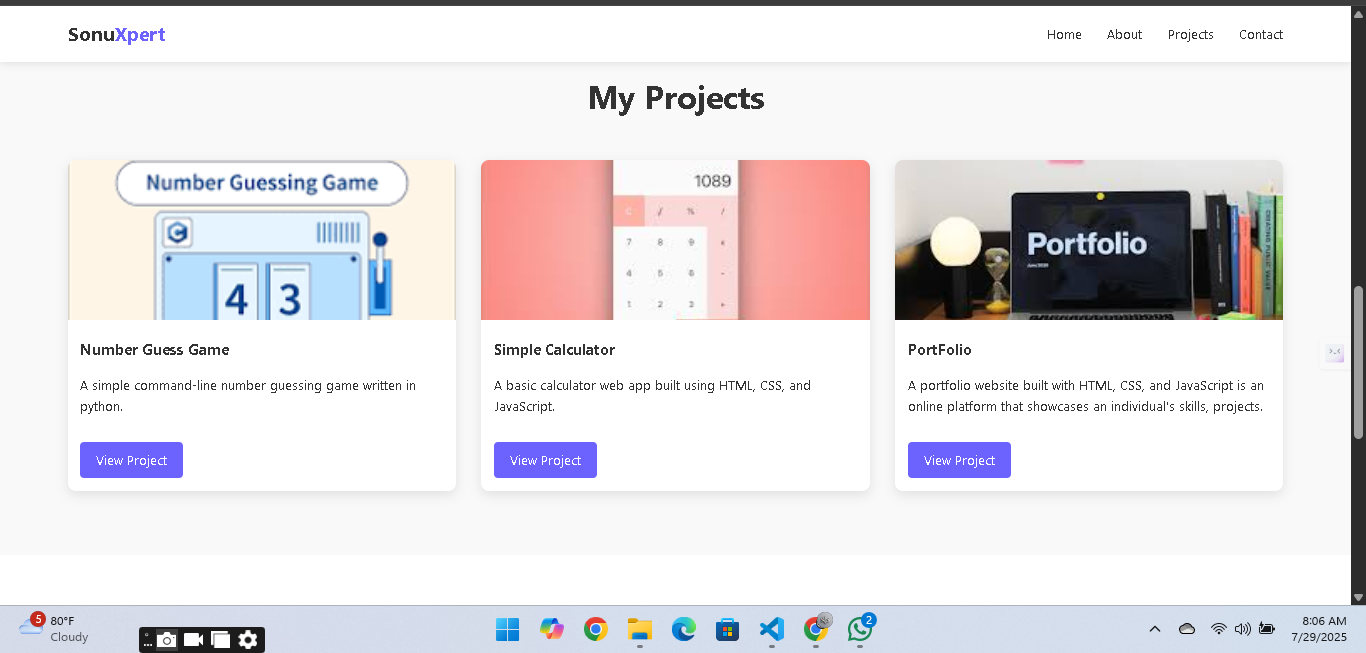 SonuXpert
Home About Projects Contact
My Projects
Number Guessing Game
C
4 3
1089
C / % /
7 8 9
4 5 6 -
1 2 3 +
Portfolio
Number Guess Game
A simple command-line number guessing game written in
python.
View Project
Simple Calculator
A basic calculator web app built using HTML, CSS, and
JavaScript.
View Project
PortFolio
A portfolio website built with HTML, CSS, and JavaScript is an
online platform that showcases an individual's skills, projects.
View Project
5
80°F
Cloudy
2
8:06 AM
7/29/2025